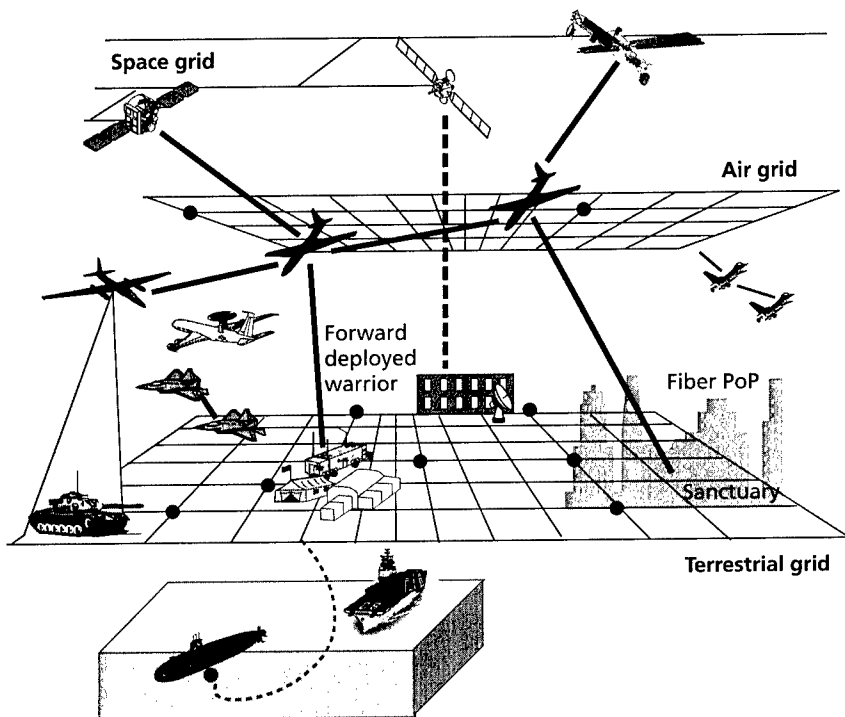 Space grid
Air grid
Forward
deployed
warrior
Fiber PoP
Sanctuary
Terrestrial grid